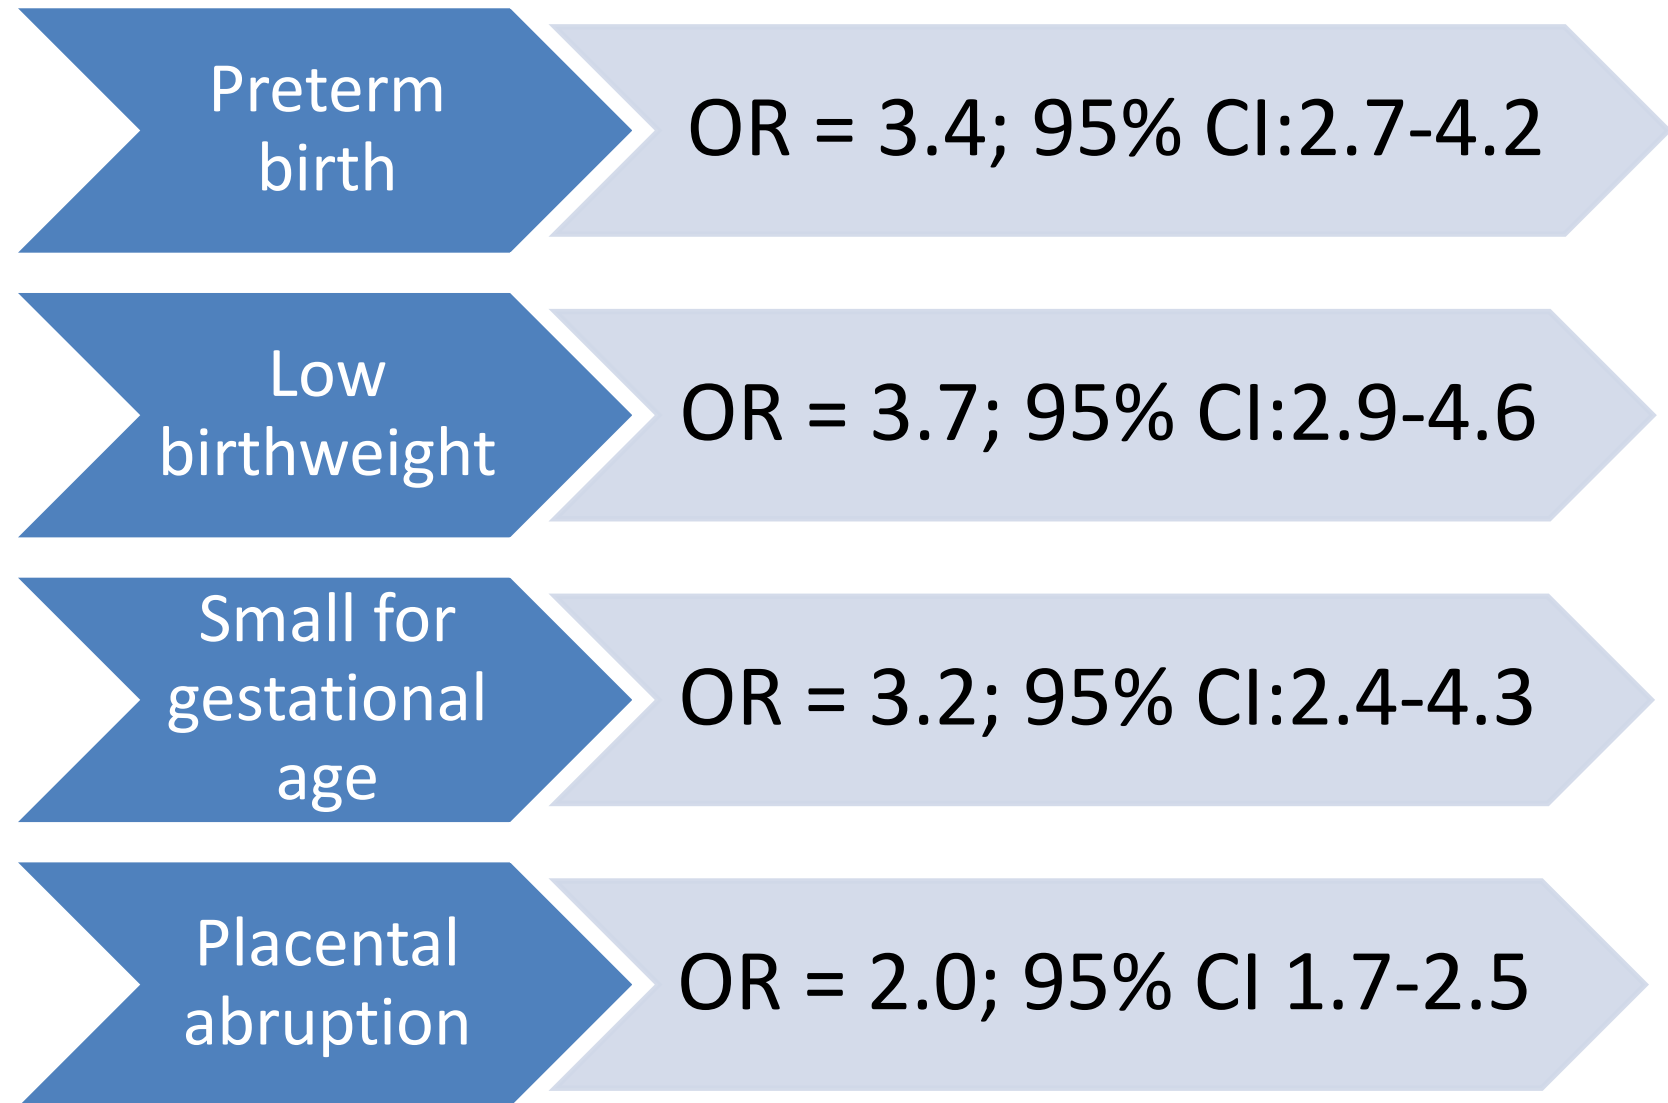 Preterm
birth
OR = 3.4; 95% CI:2.7-4.2
Low
birthweight
OR = 3.7; 95% CI:2.9-4.6
Small for
gestational
age
OR = 3.2; 95% CI:2.4-4.3
Placental
abruption
OR = 2.0; 95% CI 1.7-2.5